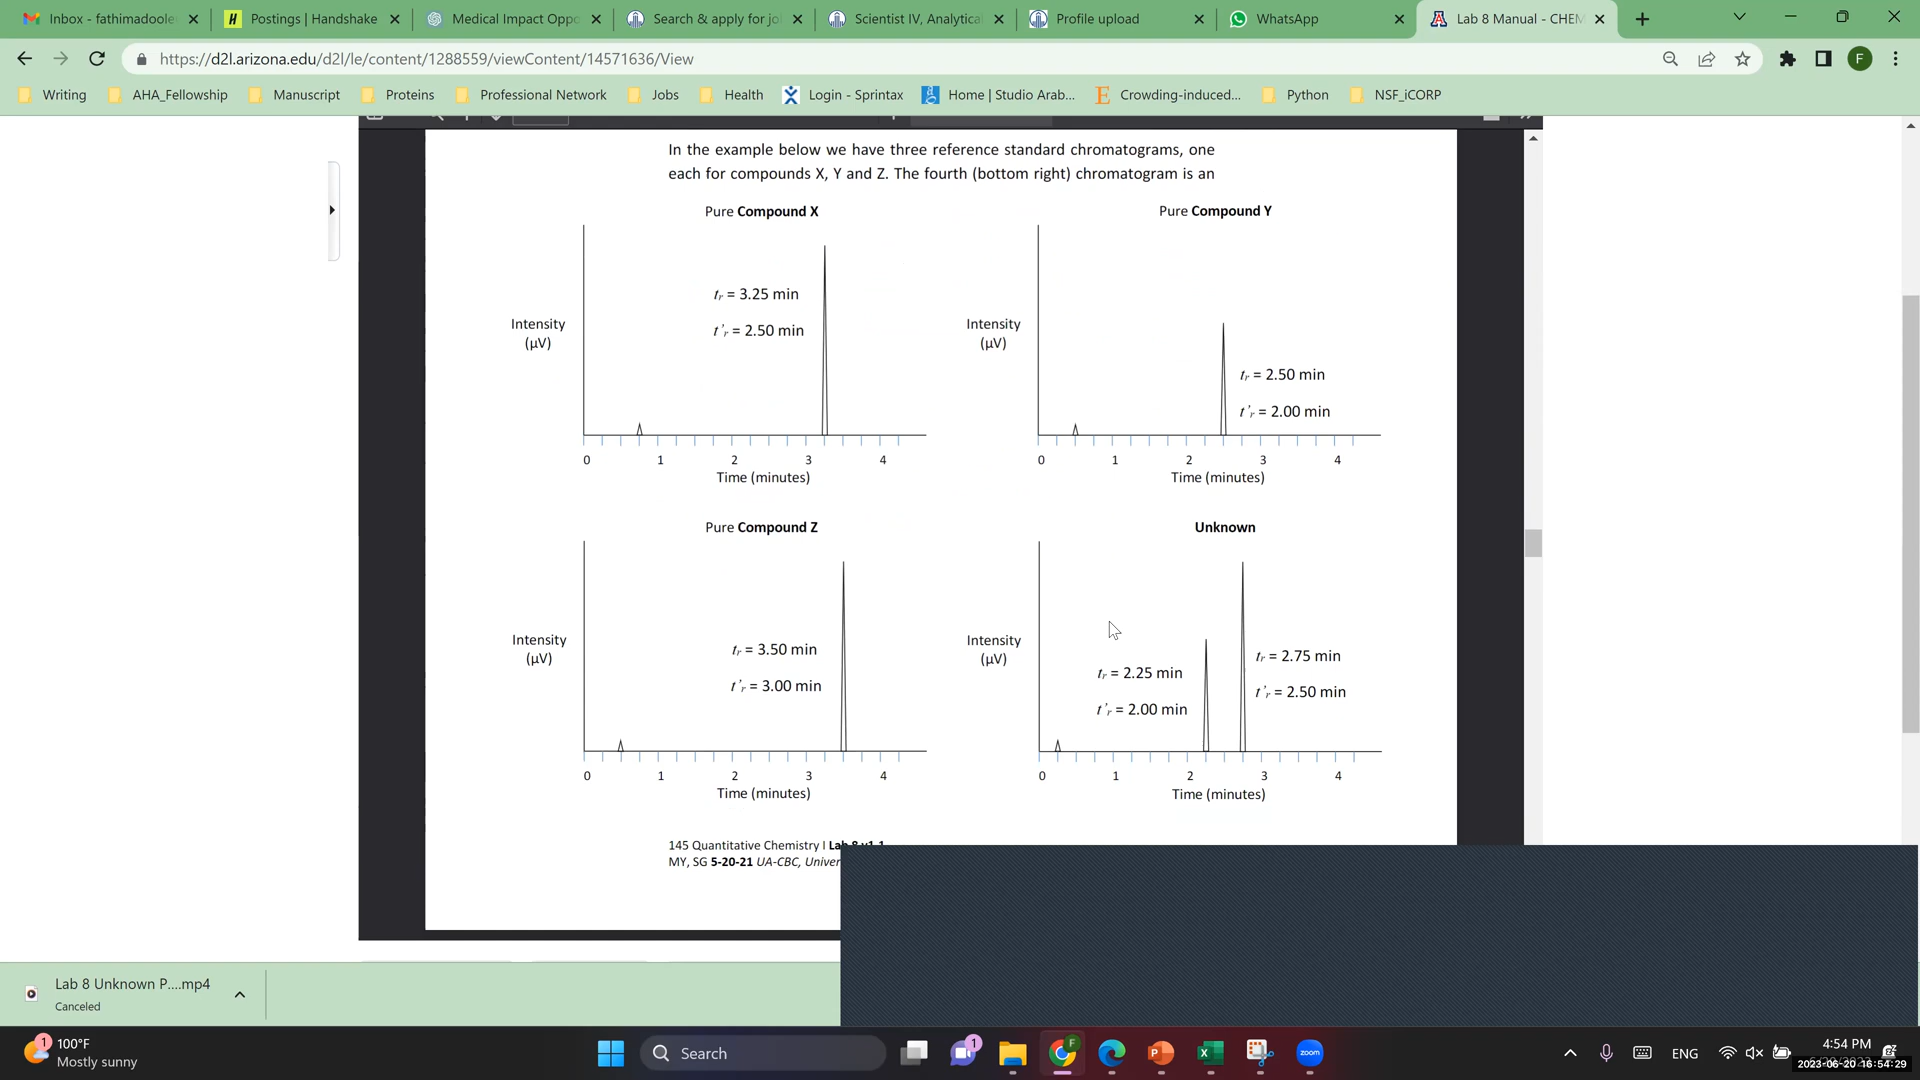 Inbox - fathimadoole
Postings | Handshake
Medical Impact Oppo
Search & apply for jo
Scientist IV, Analytical
Profile upload
WhatsApp
Lab 8 Manual - CHEM
https://d2l.arizona.edu/d2l/le/content/1288559/viewContent/14571636/View
F
Writing
AHA_Fellowship
Manuscript
Proteins
Professional Network
Jobs
Health
Login - Sprintax
Home | Studio Arab...
Crowding-induced...
Python
NSF_iCORP
In the example below we have three reference standard chromatograms, one
each for compounds X, Y and Z. The fourth (bottom right) chromatogram is an
Pure Compound X
tr = 3.25 min
t'r = 2.50 min
Intensity
(µV)
0 1 2 3 4
Time (minutes)
Pure Compound Y
Intensity
(µV)
tr = 2.50 min
t'r = 2.00 min
0 1 2 3 4
Time (minutes)
Pure Compound Z
Intensity
(µV)
tr = 3.50 min
t'r = 3.00 min
0 1 2 3 4
Time (minutes)
Unknown
Intensity
(µV)
tr = 2.25 min
t'r = 2.00 min
tr = 2.75 min
t'r = 2.50 min
0 1 2 3 4
Time (minutes)
145 Quantitative Chemistry I Lab 8 v1.1
MY, SG 5-20-21 UA-CBC, Univer
Lab 8 Unknown P....mp4
Canceled
1
100°F
Mostly sunny
Search
1
F
zoom
ENG
4:54 PM
2023-06-20 16:54:29